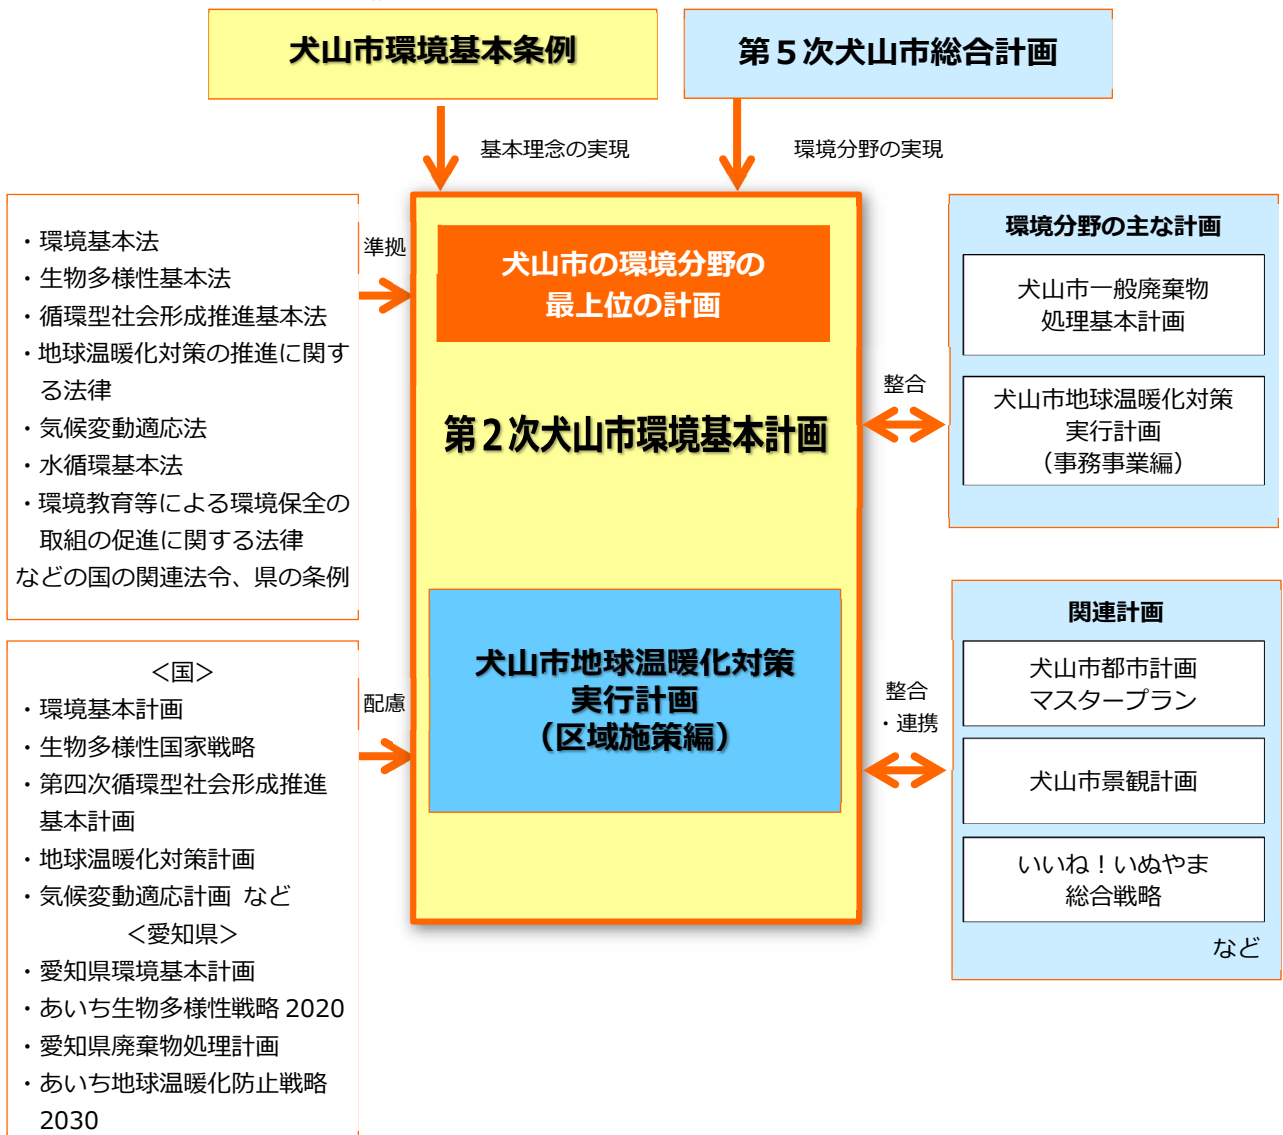 犬山市環境基本条例
第５次犬山市総合計画
基本理念の実現
環境分野の実現
・環境基本法
・生物多様性基本法
・循環型社会形成推進基本法
・地球温暖化対策の推進に関す
る法律
・気候変動適応法
・水循環基本法
・環境教育等による環境保全の
取組の促進に関する法律
などの国の関連法令、県の条例
準拠
＜国＞
・環境基本計画
・生物多様性国家戦略
・第四次循環型社会形成推進
基本計画
・地球温暖化対策計画
・気候変動適応計画 など
＜愛知県＞
・愛知県環境基本計画
・あいち生物多様性戦略 2020
・愛知県廃棄物処理計画
・あいち地球温暖化防止戦略
2030
配慮
犬山市の環境分野の
最上位の計画
第２次犬山市環境基本計画
犬山市地球温暖化対策
実行計画
（区域施策編）
整合
環境分野の主な計画
犬山市一般廃棄物
処理基本計画
犬山市地球温暖化対策
実行計画
（事務事業編）
整合
・連携
関連計画
犬山市都市計画
マスタープラン
犬山市景観計画
いいね！いぬやま
総合戦略
など